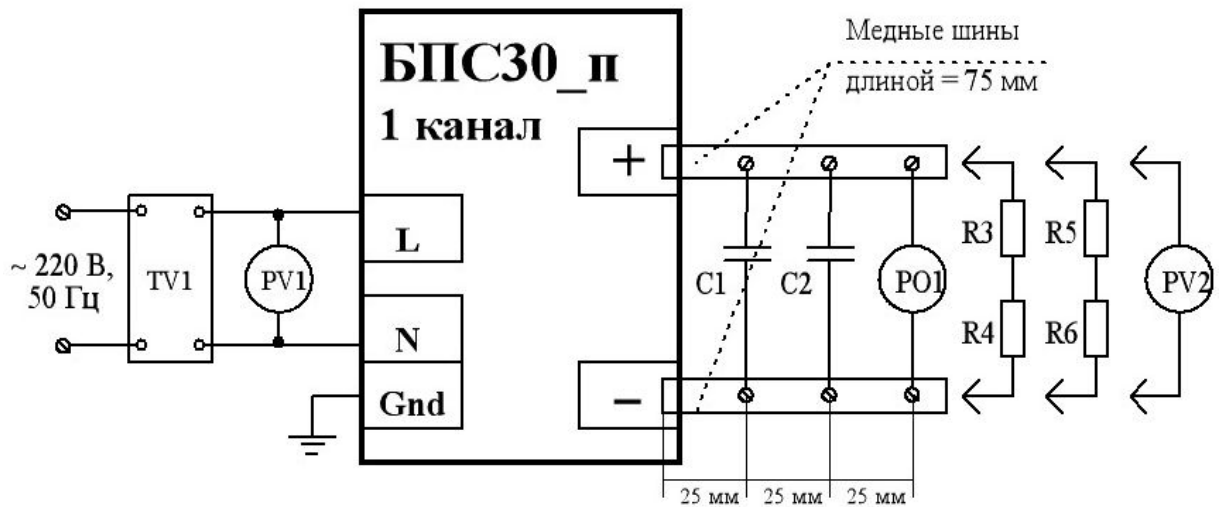 БПС30_п
1 канал
Медные шины
длиной = 75 мм
+
L
N
Gnd
−
~ 220 В,
50 Гц
TV1
PV1
C1
C2
PO1
R3
R4
R5
R6
PV2
25 мм
25 мм
25 мм